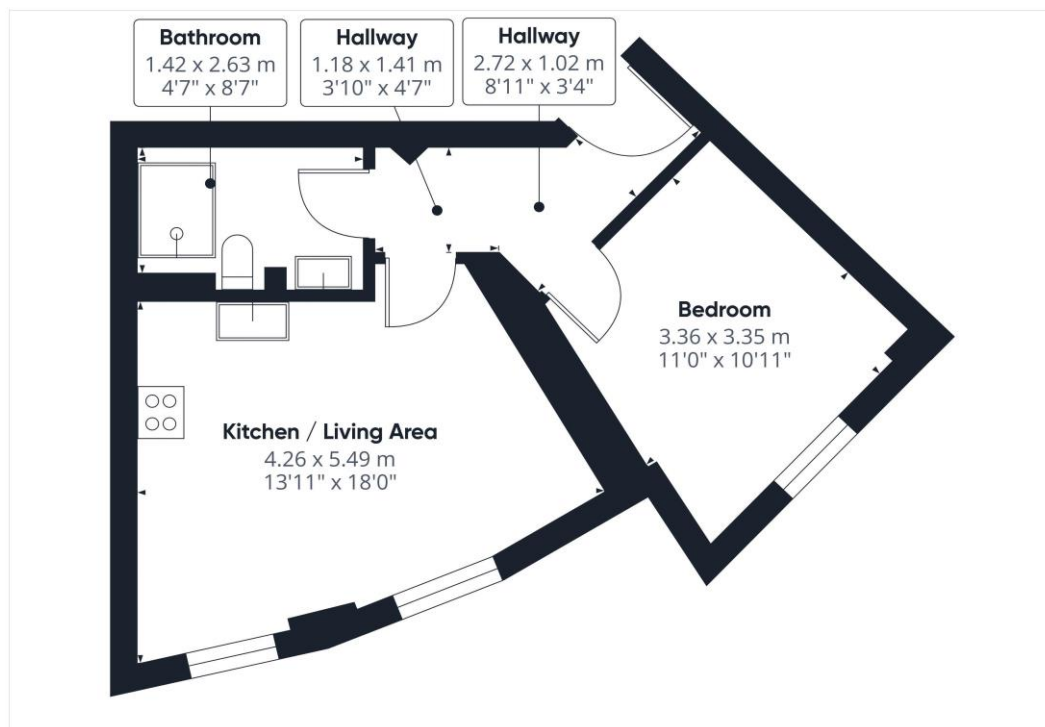 Bathroom
1.42 x 2.63 m
4'7" x 8'7"
Hallway
1.18 x 1.41 m
3'10" x 4'7"
Hallway
2.72 x 1.02 m
8'11" x 3'4"
Bedroom
3.36 x 3.35 m
11'0" x 10'11"
Kitchen / Living Area
4.26 x 5.49 m
13'11" x 18'0"